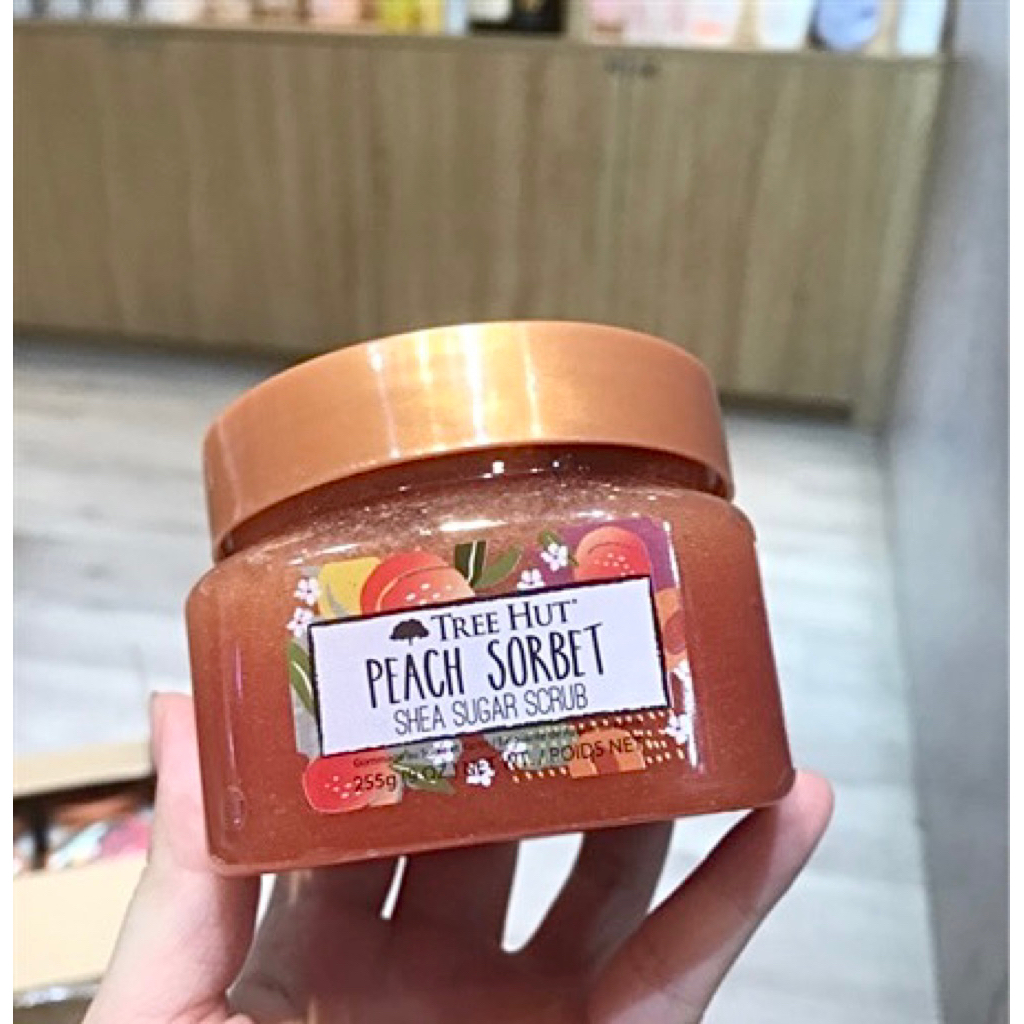 TREE HUT
PEACH SORBET
SHEA SUGAR SCRUB
255g / POIDS NET